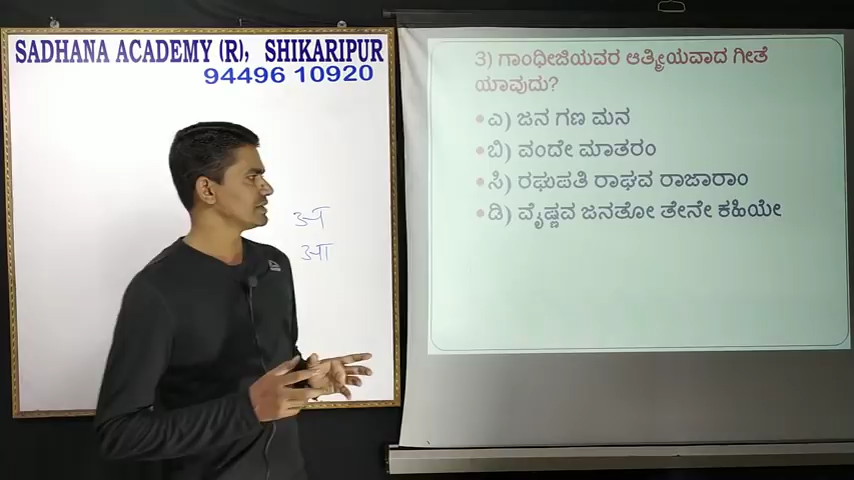 SADHANA ACADEMY (R), SHIKARIPUR
94496 10920
अ
आ
3) ಗಾಂಧೀಜಿಯವರ ಆತ್ಮೀಯವಾದ ಗೀತೆ
ಯಾವುದು?
•ಎ) ಜನ ಗಣ ಮನ
•ಬಿ) ವಂದೇ ಮಾತರಂ
•ಸಿ) ರಘುಪತಿ ರಾಘವ ರಾಜಾರಾಂ
•ಡಿ) ವೈಷ್ಣವ ಜನತೋ ತೇನೇ ಕಹಿಯೇ